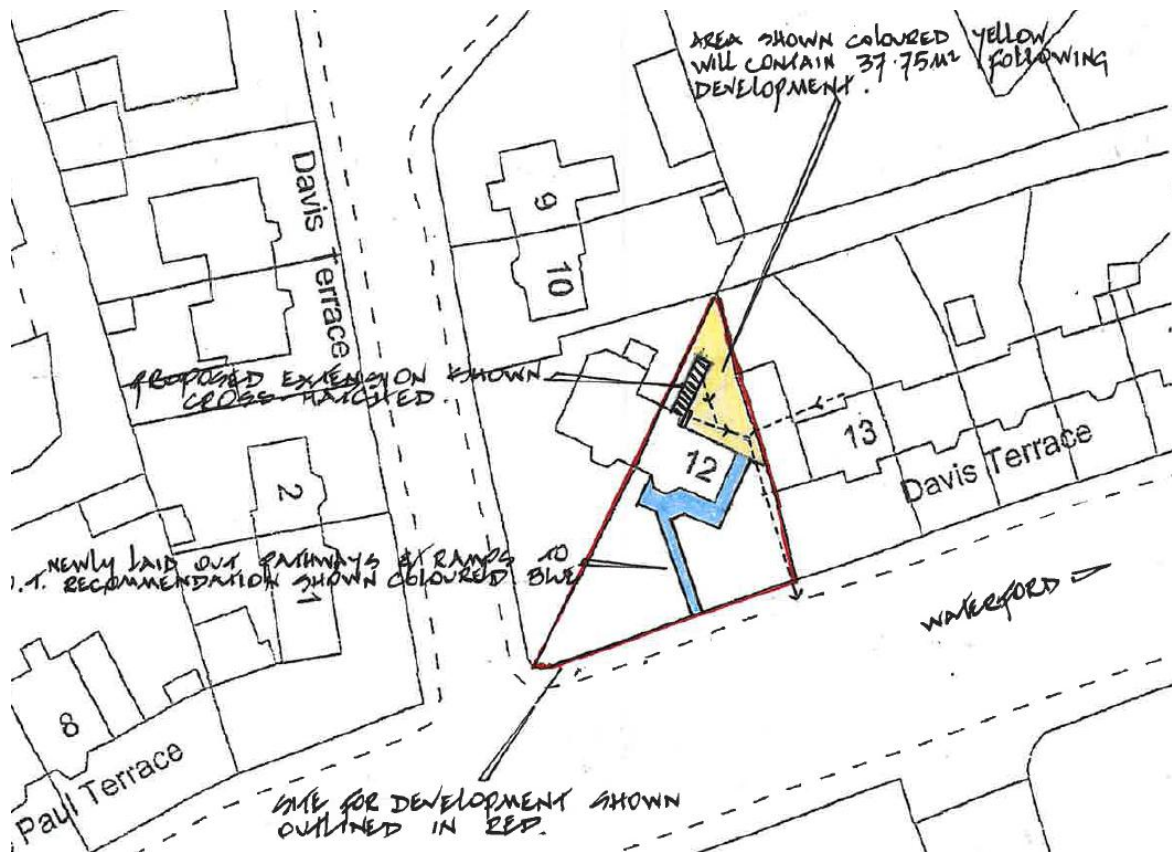 AREA SHOWN COLOURED YELLOW
WILL CONTAIN 37.75M² FOLLOWING
DEVELOPMENT.
Davis Terrace
9
10
PROPOSED EXTENSION SHOWN
CROSS-HATCHED.
13
12
Davis Terrace
2
NEWLY LAID OUT PATHWAYS & RAMPS TO
.T. RECOMMENDATION SHOWN COLOURED BLUE
1
WATERFORD
8
Paul Terrace
SITE FOR DEVELOPMENT SHOWN
OUTLINED IN RED.